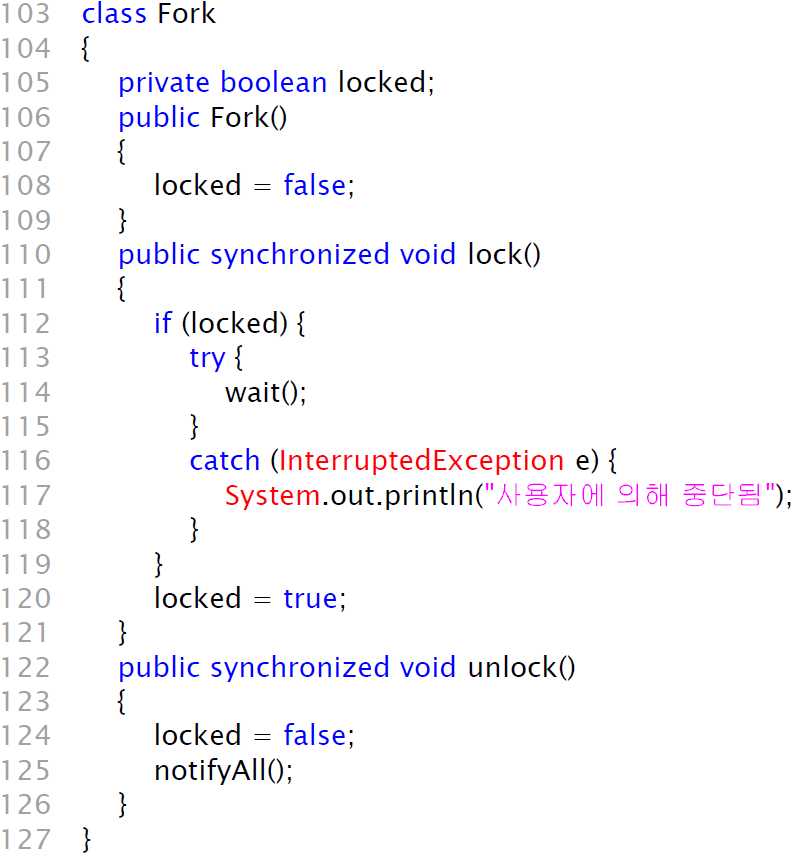 103 class Fork
104 {
105 private boolean locked;
106 public Fork()
107 {
108 locked = false;
109 }
110 public synchronized void lock()
111 {
112 if (locked) {
113 try {
114 wait();
115 }
116 catch (InterruptedException e) {
117 System.out.println("사용자에 의해 중단됨");
118 }
119 }
120 locked = true;
121 }
122 public synchronized void unlock()
123 {
124 locked = false;
125 notifyAll();
126 }
127 }